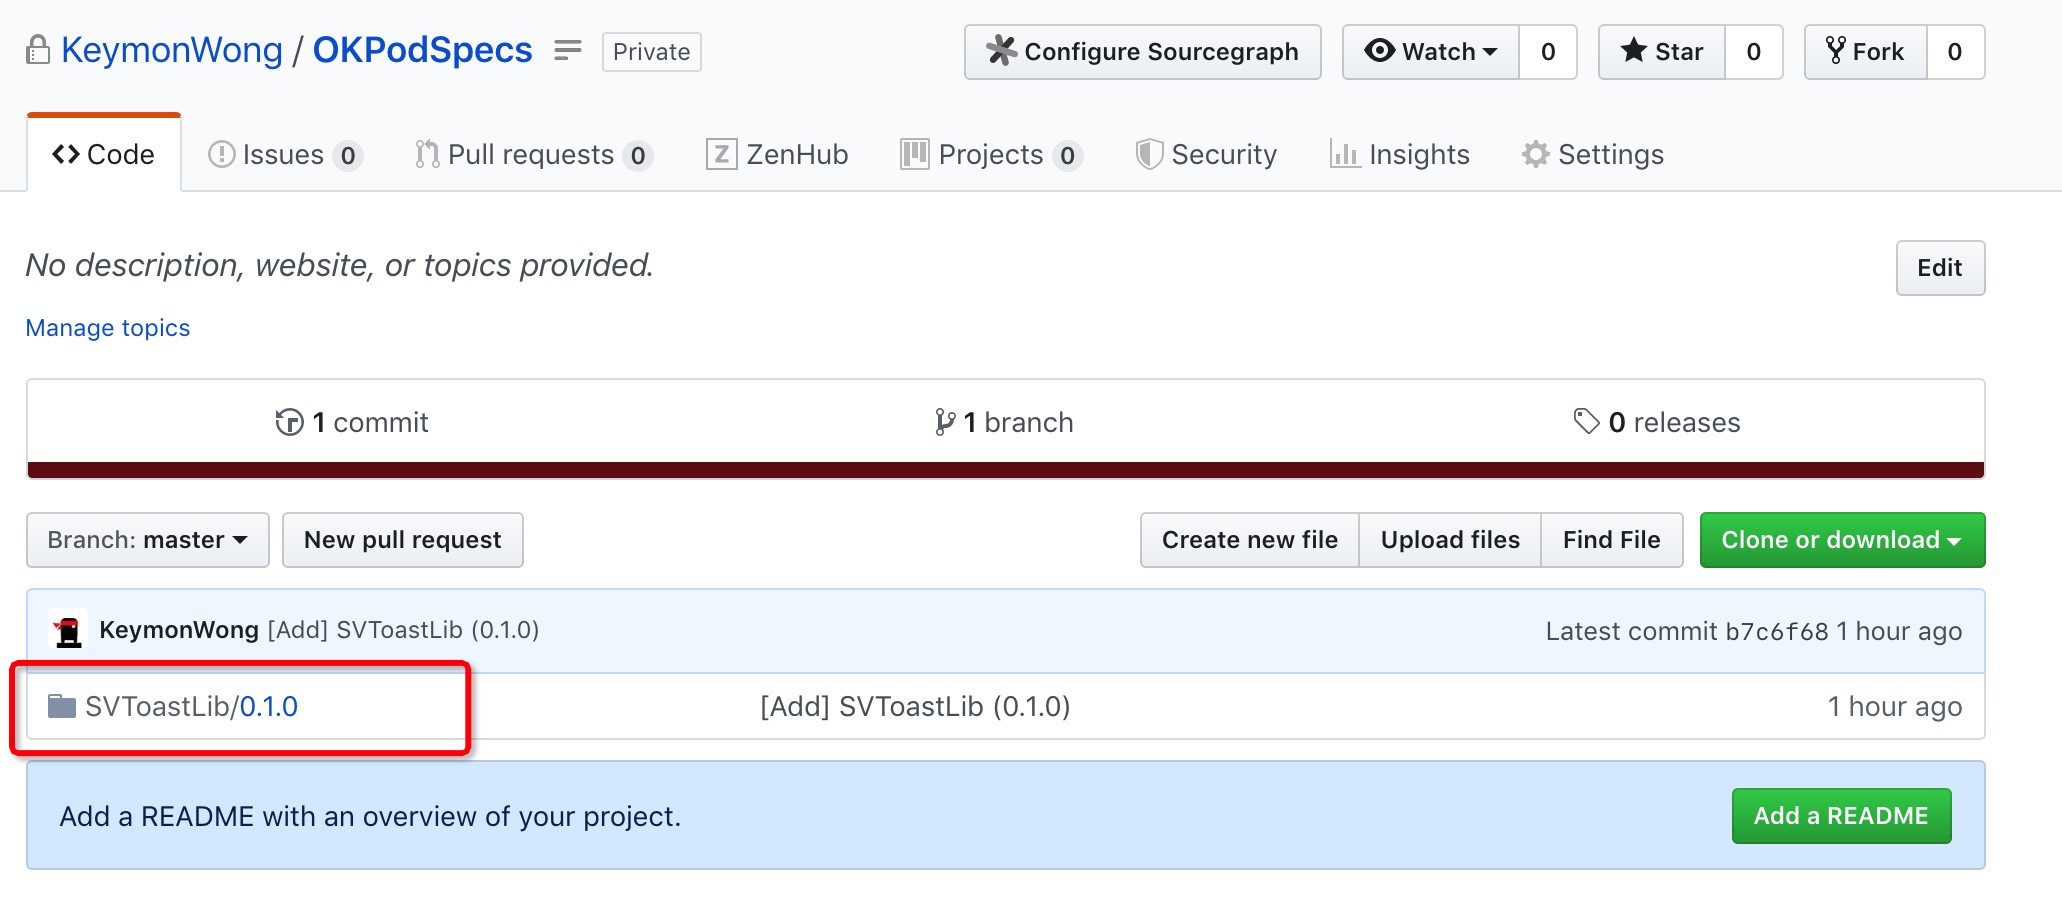 KeymonWong / OKPodSpecs Private Configure Sourcegraph Watch 0 Star 0 Fork 0
Code Issues 0 Pull requests 0 ZenHub Projects 0 Security Insights Settings
No description, website, or topics provided. Edit
Manage topics
1 commit 1 branch 0 releases
Branch: master New pull request Create new file Upload files Find File Clone or download
KeymonWong [Add] SVToastLib (0.1.0) Latest commit b7c6f68 1 hour ago
SVToastLib/0.1.0 [Add] SVToastLib (0.1.0) 1 hour ago
Add a README with an overview of your project. Add a README